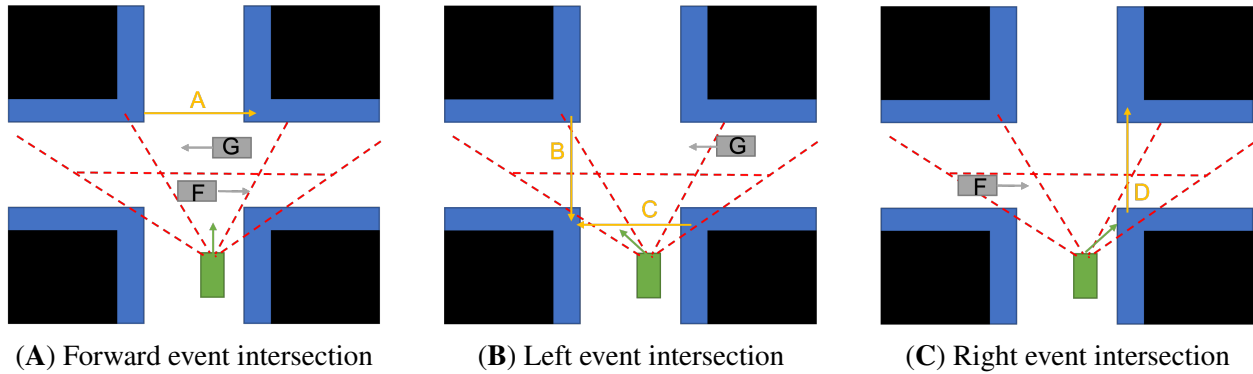 A
G
F
(A) Forward event intersection
B
G
C
(B) Left event intersection
F
D
(C) Right event intersection